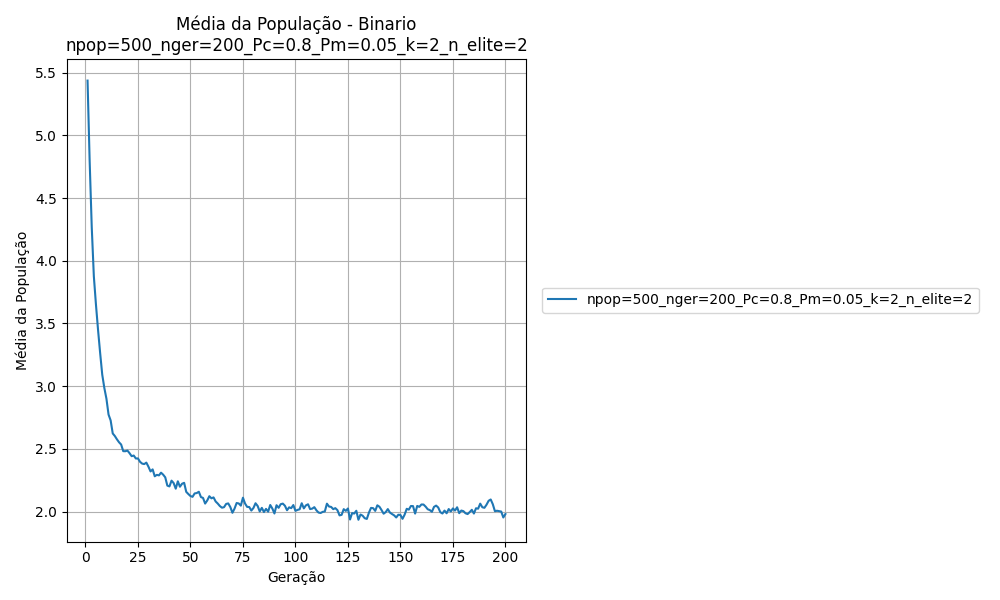 Média da População - Binario
npop=500_nger=200_Pc=0.8_Pm=0.05_k=2_n_elite=2
5.5
5.0
4.5
4.0
3.5
3.0
2.5
2.0
Média da População
0 25 50 75 100 125 150 175 200
Geração
npop=500_nger=200_Pc=0.8_Pm=0.05_k=2_n_elite=2